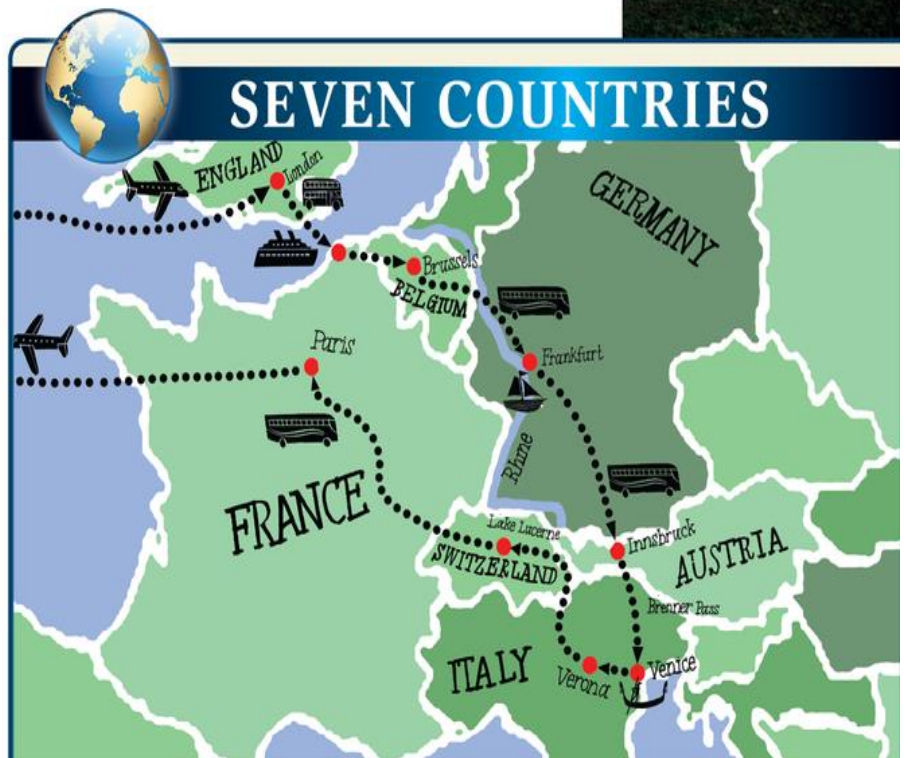 SEVEN COUNTRIES
ENGLAND
London
GERMANY
Brussels
BELGIUM
Paris
Frankfurt
Rhine
FRANCE
Lake Lucerne
SWITZERLAND
Innsbruck
AUSTRIA
Brenner Pass
ITALY
Verona
Venice